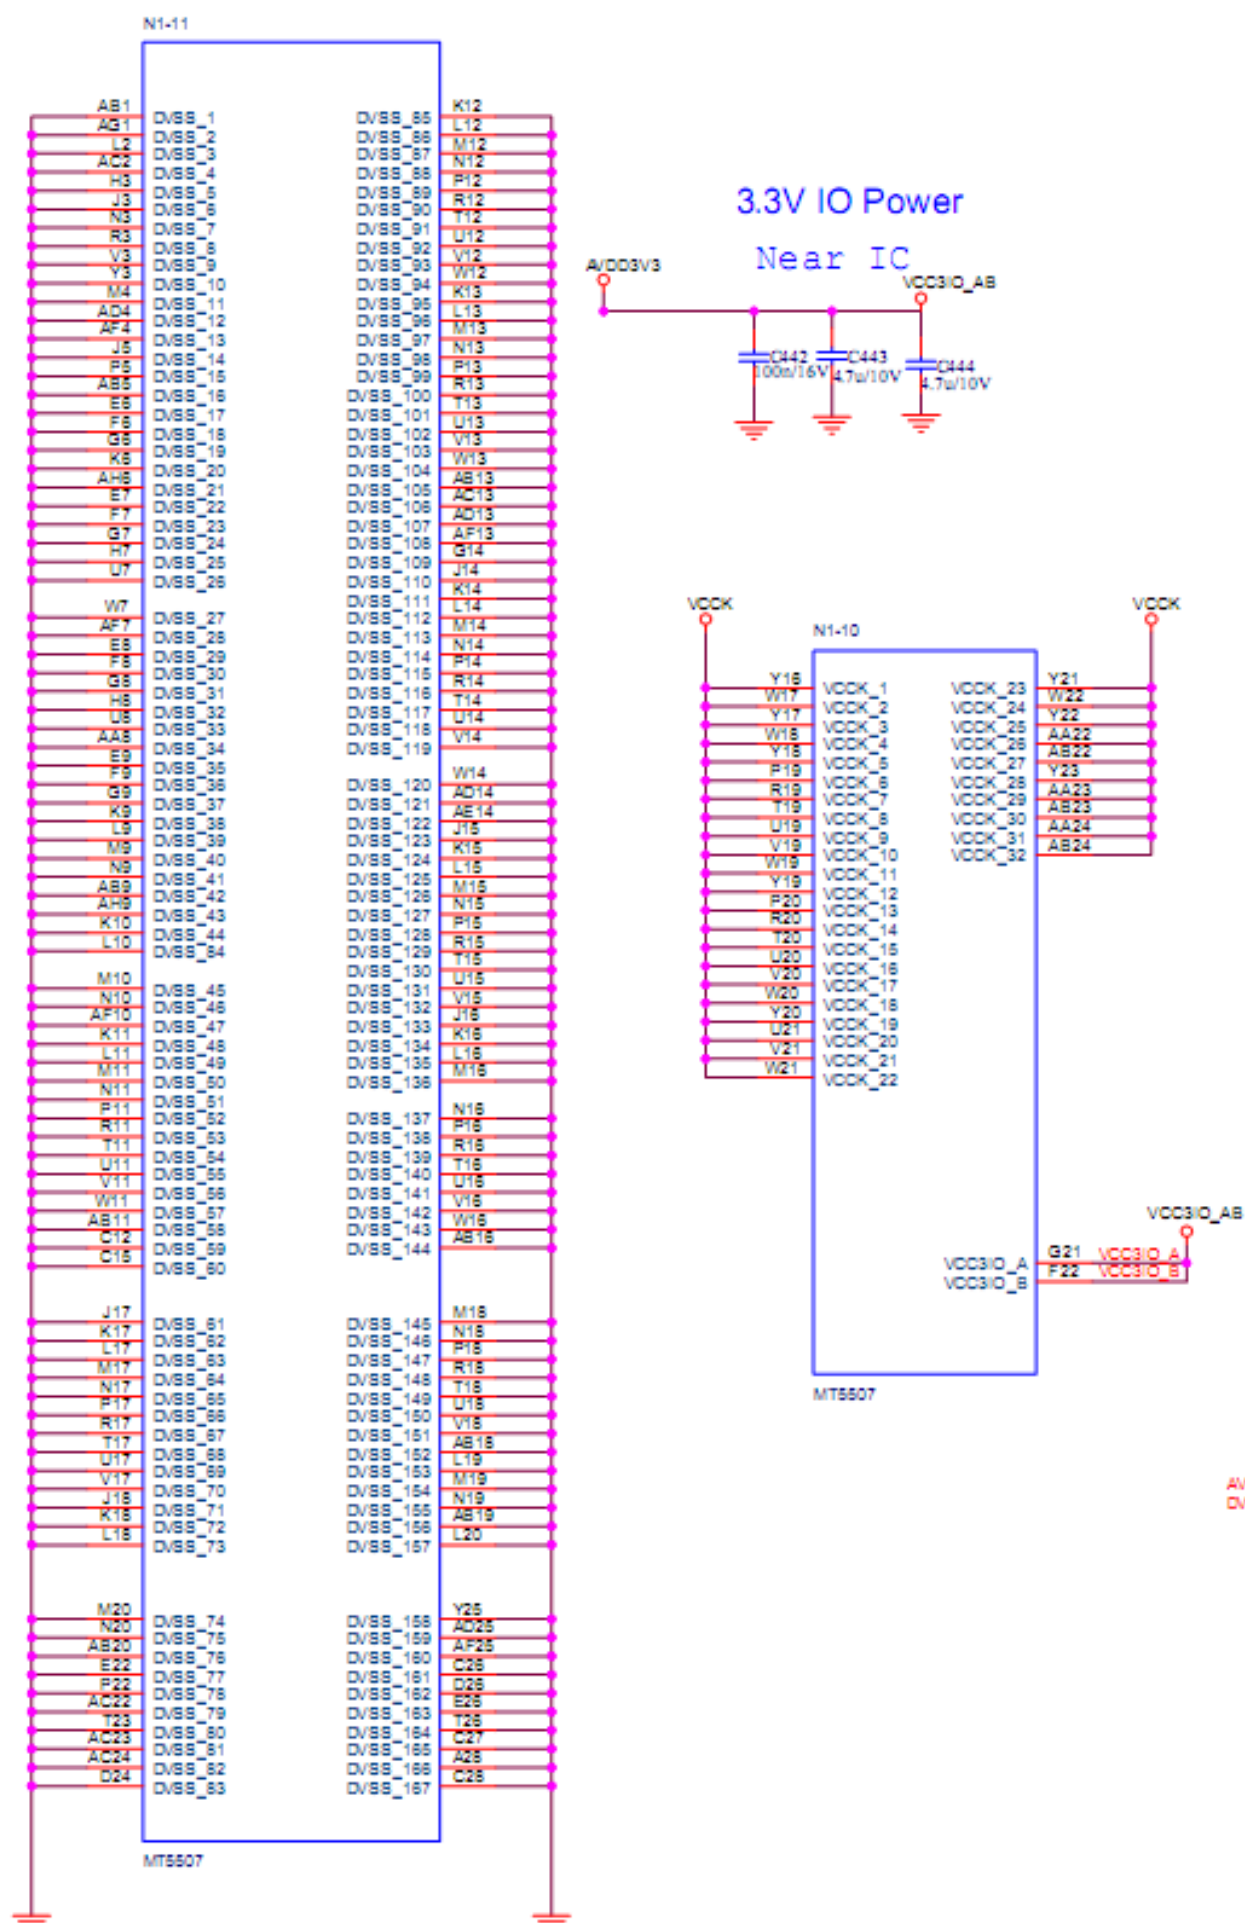 N1-11
AB1 DVSS_1
AG1 DVSS_2
L2 DVSS_3
AC2 DVSS_4
H3 DVSS_5
J3 DVSS_6
N3 DVSS_7
R3 DVSS_8
V3 DVSS_9
Y3 DVSS_10
M4 DVSS_11
AD4 DVSS_12
AF4 DVSS_13
J5 DVSS_14
P5 DVSS_15
AB5 DVSS_16
E6 DVSS_17
F6 DVSS_18
G6 DVSS_19
K6 DVSS_20
AH6 DVSS_21
E7 DVSS_22
F7 DVSS_23
G7 DVSS_24
H7 DVSS_25
U7 DVSS_26
W7 DVSS_27
AF7 DVSS_28
E8 DVSS_29
F8 DVSS_30
G8 DVSS_31
H8 DVSS_32
U8 DVSS_33
AA8 DVSS_34
E9 DVSS_35
F9 DVSS_36
G9 DVSS_37
K9 DVSS_38
L9 DVSS_39
M9 DVSS_40
N9 DVSS_41
AB9 DVSS_42
AH9 DVSS_43
K10 DVSS_44
L10 DVSS_84
M10 DVSS_45
N10 DVSS_46
AF10 DVSS_47
K11 DVSS_48
L11 DVSS_49
M11 DVSS_50
N11 DVSS_51
P11 DVSS_52
R11 DVSS_53
T11 DVSS_54
U11 DVSS_55
V11 DVSS_56
W11 DVSS_57
AB11 DVSS_58
C12 DVSS_59
C15 DVSS_60
J17 DVSS_61
K17 DVSS_62
L17 DVSS_63
M17 DVSS_64
N17 DVSS_65
P17 DVSS_66
R17 DVSS_67
T17 DVSS_68
U17 DVSS_69
V17 DVSS_70
J18 DVSS_71
K18 DVSS_72
L18 DVSS_73
M20 DVSS_74
N20 DVSS_75
AB20 DVSS_76
E22 DVSS_77
P22 DVSS_78
AC22 DVSS_79
T23 DVSS_80
AC23 DVSS_81
AC24 DVSS_82
D24 DVSS_83
DVSS_85 K12
DVSS_86 L12
DVSS_87 M12
DVSS_88 N12
DVSS_89 P12
DVSS_90 R12
DVSS_91 T12
DVSS_92 U12
DVSS_93 V12
DVSS_94 W12
DVSS_95 K13
DVSS_96 L13
DVSS_97 M13
DVSS_98 N13
DVSS_99 P13
DVSS_100 R13
DVSS_101 T13
DVSS_102 U13
DVSS_103 V13
DVSS_104 W13
DVSS_105 AB13
DVSS_106 AC13
DVSS_107 AD13
DVSS_108 AF13
DVSS_109 G14
DVSS_110 J14
DVSS_111 K14
DVSS_112 L14
DVSS_113 M14
DVSS_114 N14
DVSS_115 P14
DVSS_116 R14
DVSS_117 T14
DVSS_118 U14
DVSS_119 V14
DVSS_120 W14
DVSS_121 AD14
DVSS_122 AE14
DVSS_123 J15
DVSS_124 K15
DVSS_125 L15
DVSS_126 M15
DVSS_127 N15
DVSS_128 P15
DVSS_129 R15
DVSS_130 T15
DVSS_131 U15
DVSS_132 V15
DVSS_133 J16
DVSS_134 K16
DVSS_135 L16
DVSS_136 M16
DVSS_137 N16
DVSS_138 P16
DVSS_139 R16
DVSS_140 T16
DVSS_141 U16
DVSS_142 V16
DVSS_143 W16
DVSS_144 AB16
DVSS_145 M18
DVSS_146 N18
DVSS_147 P18
DVSS_148 R18
DVSS_149 T18
DVSS_150 U18
DVSS_151 V18
DVSS_152 AB18
DVSS_153 L19
DVSS_154 M19
DVSS_155 N19
DVSS_156 AB19
DVSS_157 L20
DVSS_158 Y25
DVSS_159 AD25
DVSS_160 AF25
DVSS_161 C26
DVSS_162 D26
DVSS_163 E26
DVSS_164 T26
DVSS_165 C27
DVSS_166 A28
DVSS_167 C28
MT5507
3.3V IO Power
Near IC
AVDD3V3
VCC3IO_AB
C442
100n/16V
C443
4.7u/10V
C444
4.7u/10V
VCCK
VCCK
N1-10
Y16 VCCK_1
W17 VCCK_2
Y17 VCCK_3
W18 VCCK_4
Y18 VCCK_5
P19 VCCK_6
R19 VCCK_7
T19 VCCK_8
U19 VCCK_9
V19 VCCK_10
W19 VCCK_11
Y19 VCCK_12
P20 VCCK_13
R20 VCCK_14
T20 VCCK_15
U20 VCCK_16
V20 VCCK_17
W20 VCCK_18
Y20 VCCK_19
U21 VCCK_20
V21 VCCK_21
W21 VCCK_22
VCCK_23 Y21
VCCK_24 W22
VCCK_25 Y22
VCCK_26 AA22
VCCK_27 AB22
VCCK_28 Y23
VCCK_29 AA23
VCCK_30 AB23
VCCK_31 AA24
VCCK_32 AB24
VCC3IO_AB
VCC3IO_A G21 VCC3IO_A
VCC3IO_B F22 VCC3IO_B
MT5507